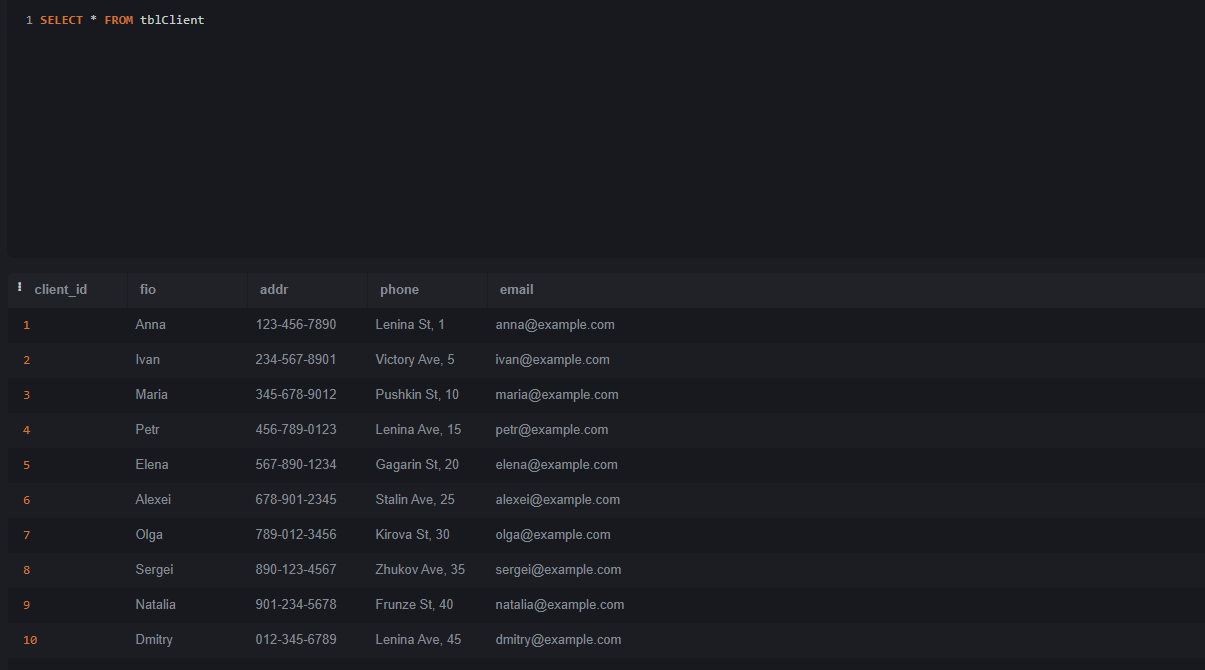 1 SELECT * FROM tblClient
client_id fio addr phone email
1 Anna 123-456-7890 Lenina St, 1 anna@example.com
2 Ivan 234-567-8901 Victory Ave, 5 ivan@example.com
3 Maria 345-678-9012 Pushkin St, 10 maria@example.com
4 Petr 456-789-0123 Lenina Ave, 15 petr@example.com
5 Elena 567-890-1234 Gagarin St, 20 elena@example.com
6 Alexei 678-901-2345 Stalin Ave, 25 alexei@example.com
7 Olga 789-012-3456 Kirova St, 30 olga@example.com
8 Sergei 890-123-4567 Zhukov Ave, 35 sergei@example.com
9 Natalia 901-234-5678 Frunze St, 40 natalia@example.com
10 Dmitry 012-345-6789 Lenina Ave, 45 dmitry@example.com